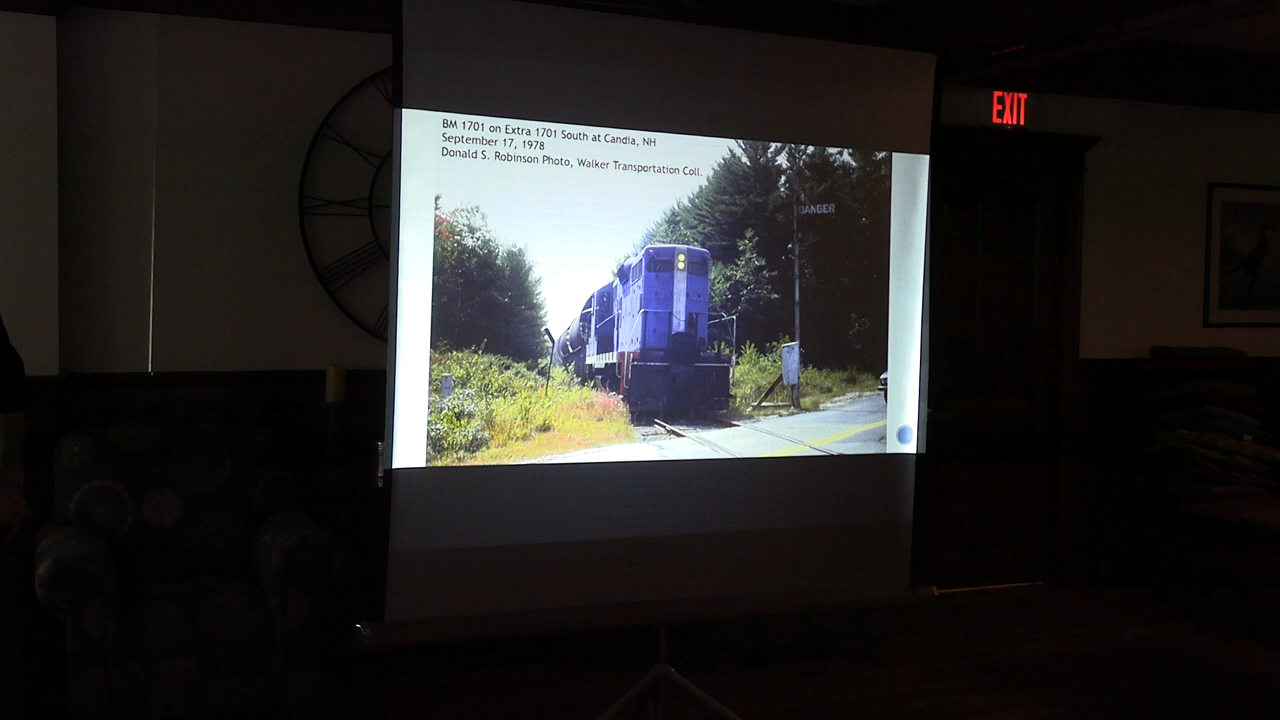 BM 1701 on Extra 1701 South at Candia, NH
September 17, 1978
Donald S. Robinson Photo, Walker Transportation Coll.
DANGER
EXIT